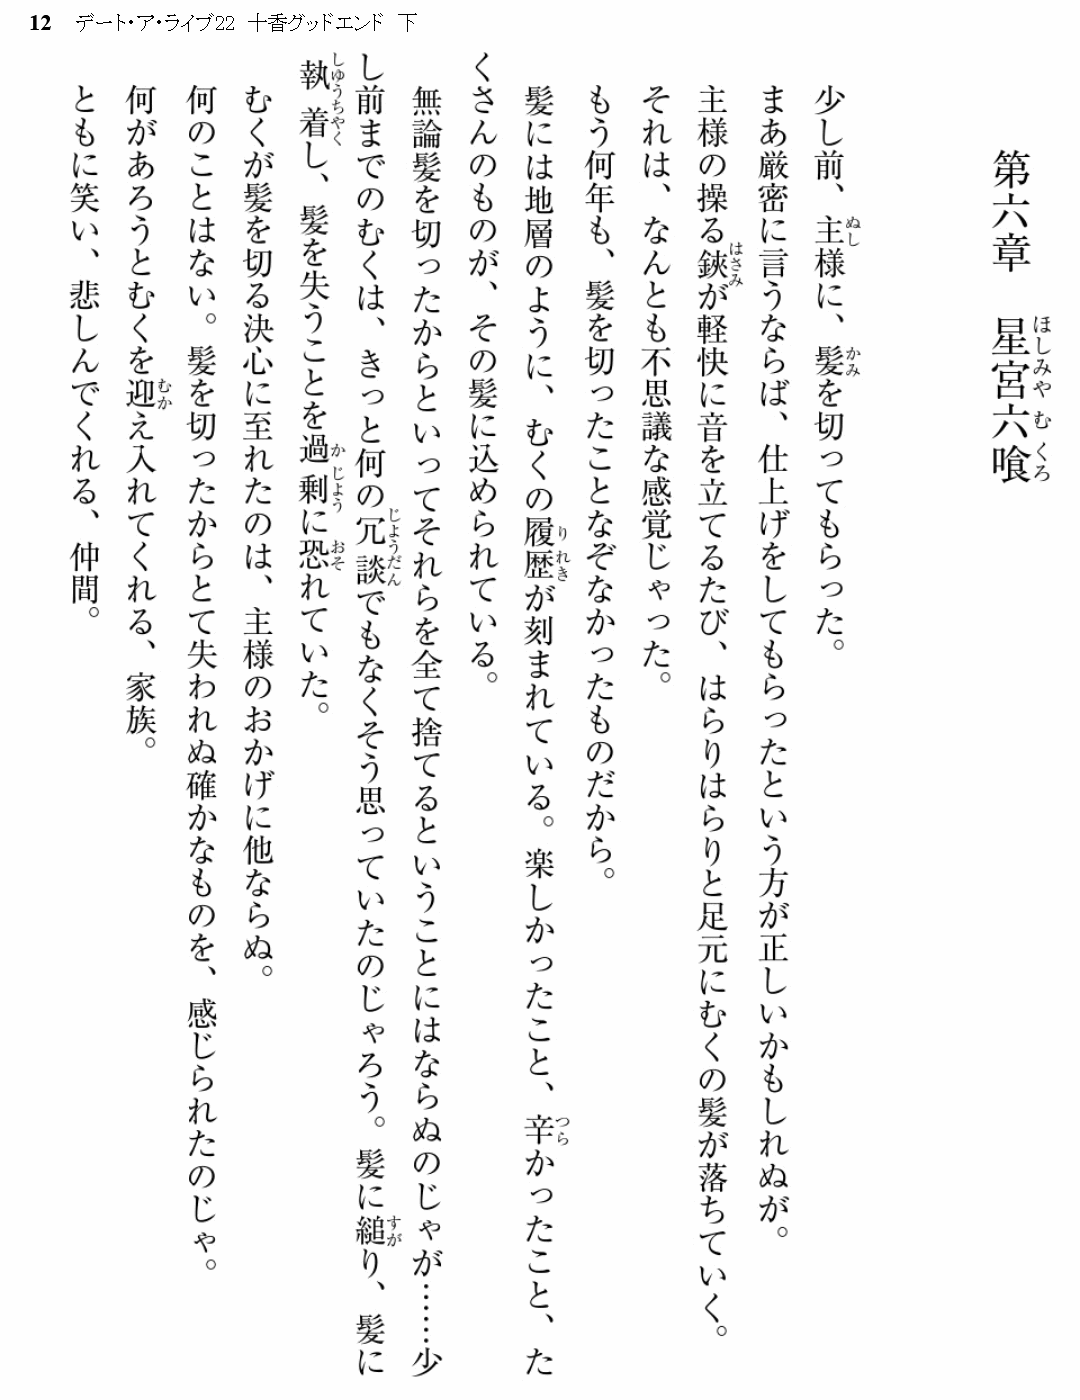 12 デート・ア・ライブ22 十香グッドエンド 下
第六章 星宮六喰
少し前、主様に、髪を切ってもらった。
まあ厳密に言うならば、仕上げをしてもらったという方が正しいかもしれぬが。
主様の操る鋏が軽快に音を立てるたび、はらりはらりと足元にむくの髪が落ちていく。
それは、なんとも不思議な感覚じゃった。
もう何年も、髪を切ったことなぞなかったものだから。
髪には地層のように、むくの履歴が刻まれている。楽しかったこと、辛かったこと、た
くさんのものが、その髪に込められている。
無論髪を切ったからといってそれらを全て捨てるということにはならぬのじゃが……少
し前までのむくは、きっと何の冗談でもなくそう思っていたのじゃろう。髪に縋り、髪に
執着し、髪を失うことを過剰に恐れていた。
むくが髪を切る決心に至れたのは、主様のおかげに他ならぬ。
何のことはない。髪を切ったからとて失われぬ確かなものを、感じられたのじゃ。
何があろうとむくを迎え入れてくれる、家族。
ともに笑い、悲しんでくれる、仲間。